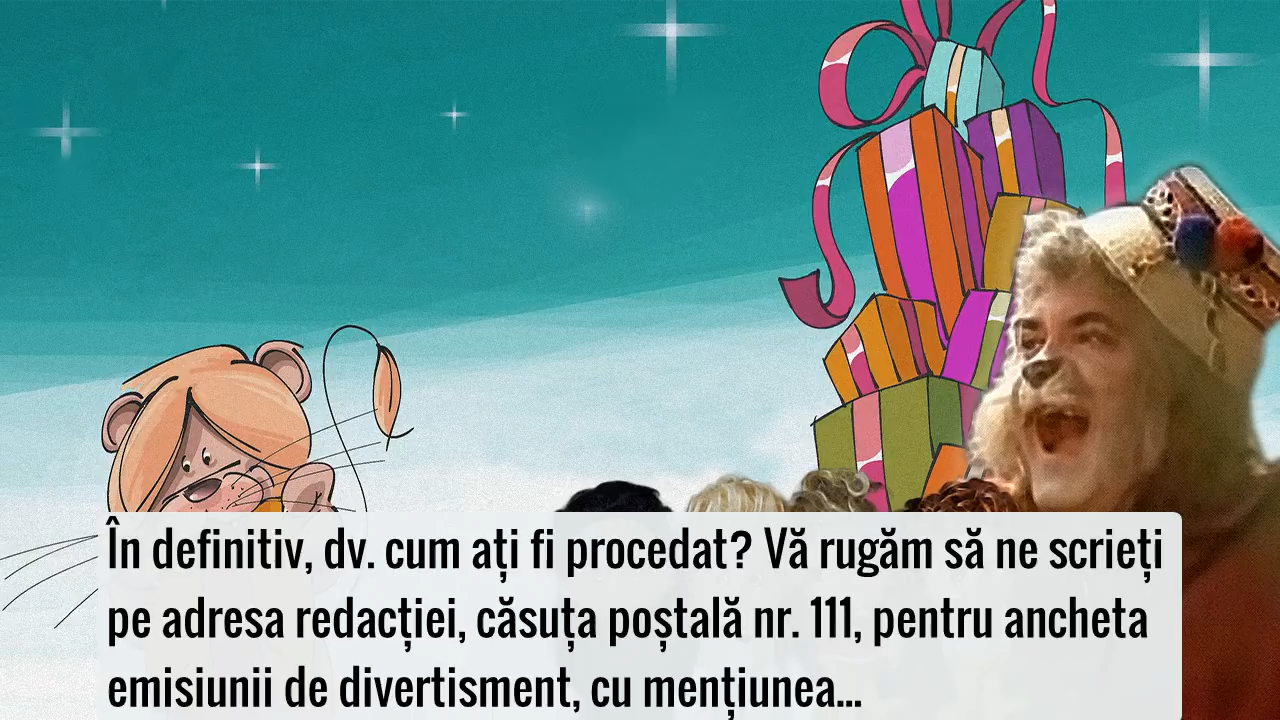 În definitiv, dv. cum ați fi procedat? Vă rugăm să ne scrieți
pe adresa redacției, căsuța poștală nr. 111, pentru ancheta
emisiunii de divertisment, cu mențiunea...